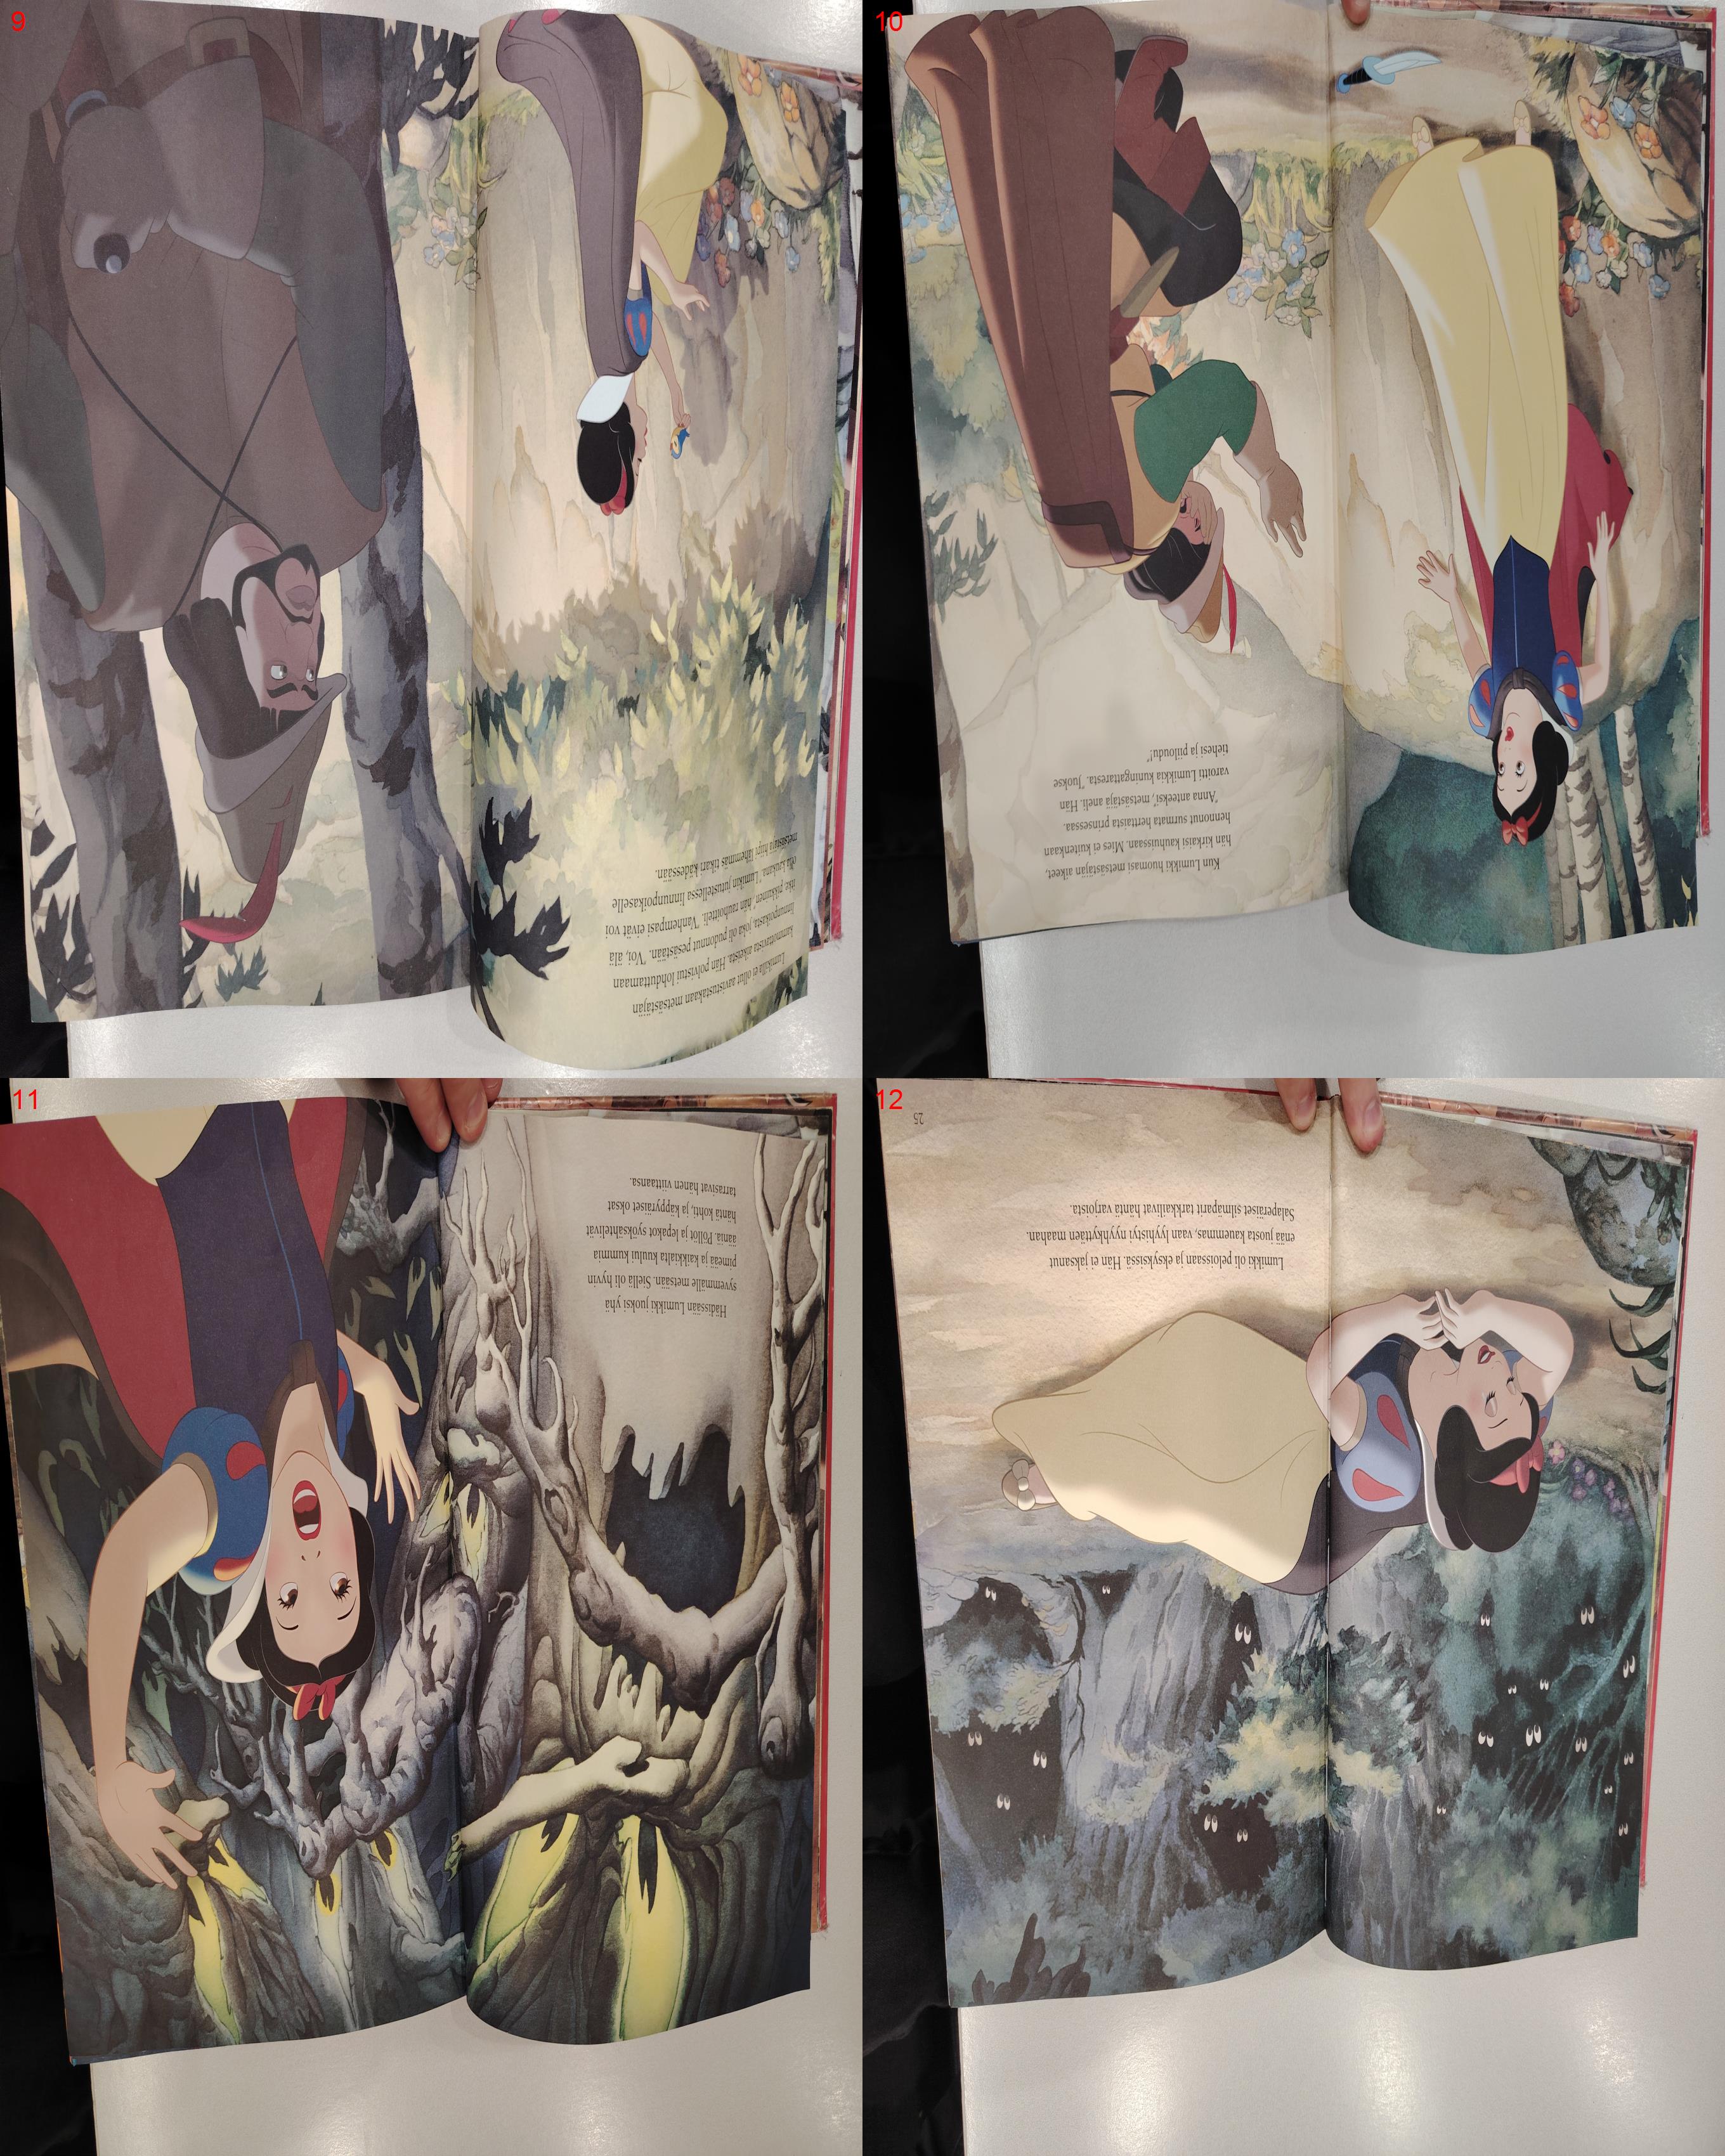 9
Lumikilla ei ollut aavistustakaan metsästäjän
kamottavista aikeista. Hän polvistui lohduttamaan
linnunpoikasta, joka oli pudonnut pesästään. "Voi, älä
itke, pikkuinen", hän rauhoitteli. "Vanhempasi eivät voi
olla kaukana." Lumikin jutustellessa linnunpoikaselle
metsästäjä hiipi lähemmäs tikari kädessään.
10
Kun Lumikki huomasi metsästäjän aikeet,
hän kirkaisi kauhuissaan. Mies ei kuitenkaan
hennonnut surmata herttaista prinsessaa.
"Anna anteeksi", metsästäjä aneli. Hän
varoitti Lumikkia kuningattaresta. "Juokse
tiehesi ja piiloudu!"
11
Hädissään Lumikki juoksi yhä
syvemmälle metsään. Siellä oli hyvin
pimeää ja kaikkialta kuului kummia
ääniä. Pöllöt ja lepakot syöksähtelivät
häntä kohti, ja käppyräiset oksat
tarrasivat hänen viittaansa.
12
Lumikki oli peloissaan ja eksyksissä. Hän ei jaksanut
enää juosta kauemmas, vaan lyyhistyi nyyhkyttäen maahan.
Salaperäiset silmäparit tarkkailivat häntä varjoista.
25